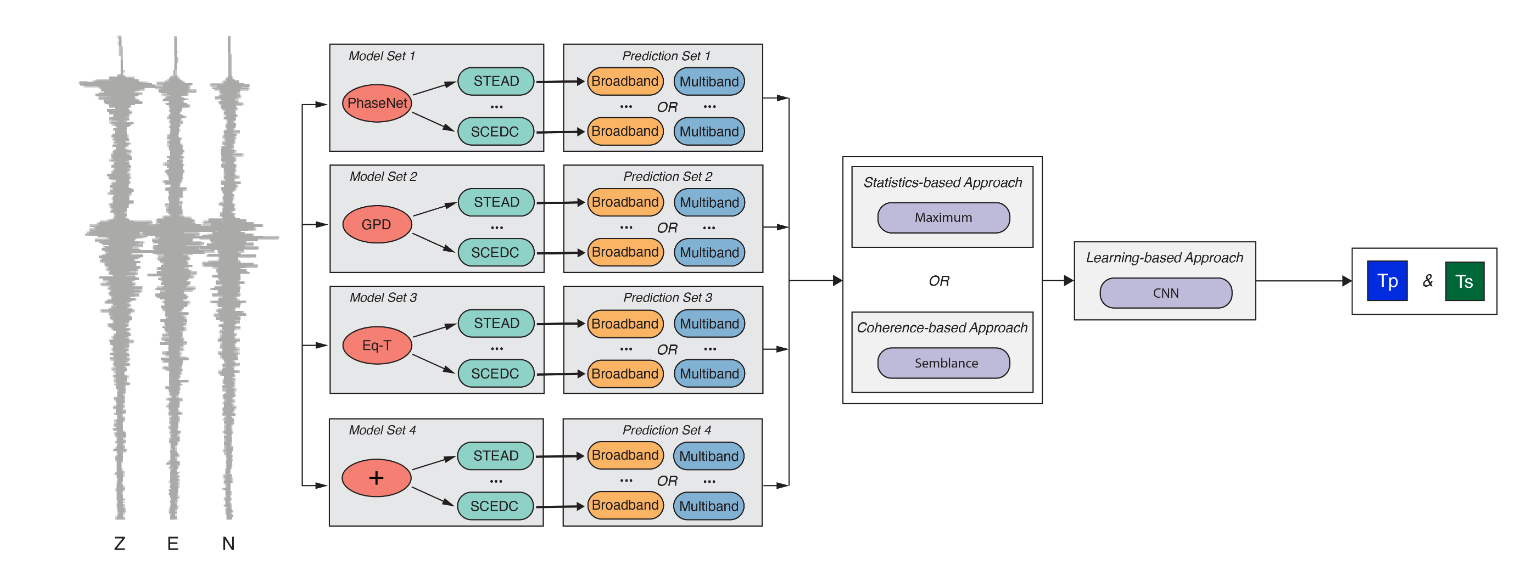 Model Set 1
PhaseNet
STEAD
...
SCEDC
Prediction Set 1
Broadband Multiband
... OR ...
Broadband Multiband
Model Set 2
GPD
STEAD
...
SCEDC
Prediction Set 2
Broadband Multiband
... OR ...
Broadband Multiband
Model Set 3
Eq-T
STEAD
...
SCEDC
Prediction Set 3
Broadband Multiband
... OR ...
Broadband Multiband
Model Set 4
+
STEAD
...
SCEDC
Prediction Set 4
Broadband Multiband
... OR ...
Broadband Multiband
Statistics-based Approach
Maximum
OR
Coherence-based Approach
Semblance
Learning-based Approach
CNN
Tp & Ts
Z E N